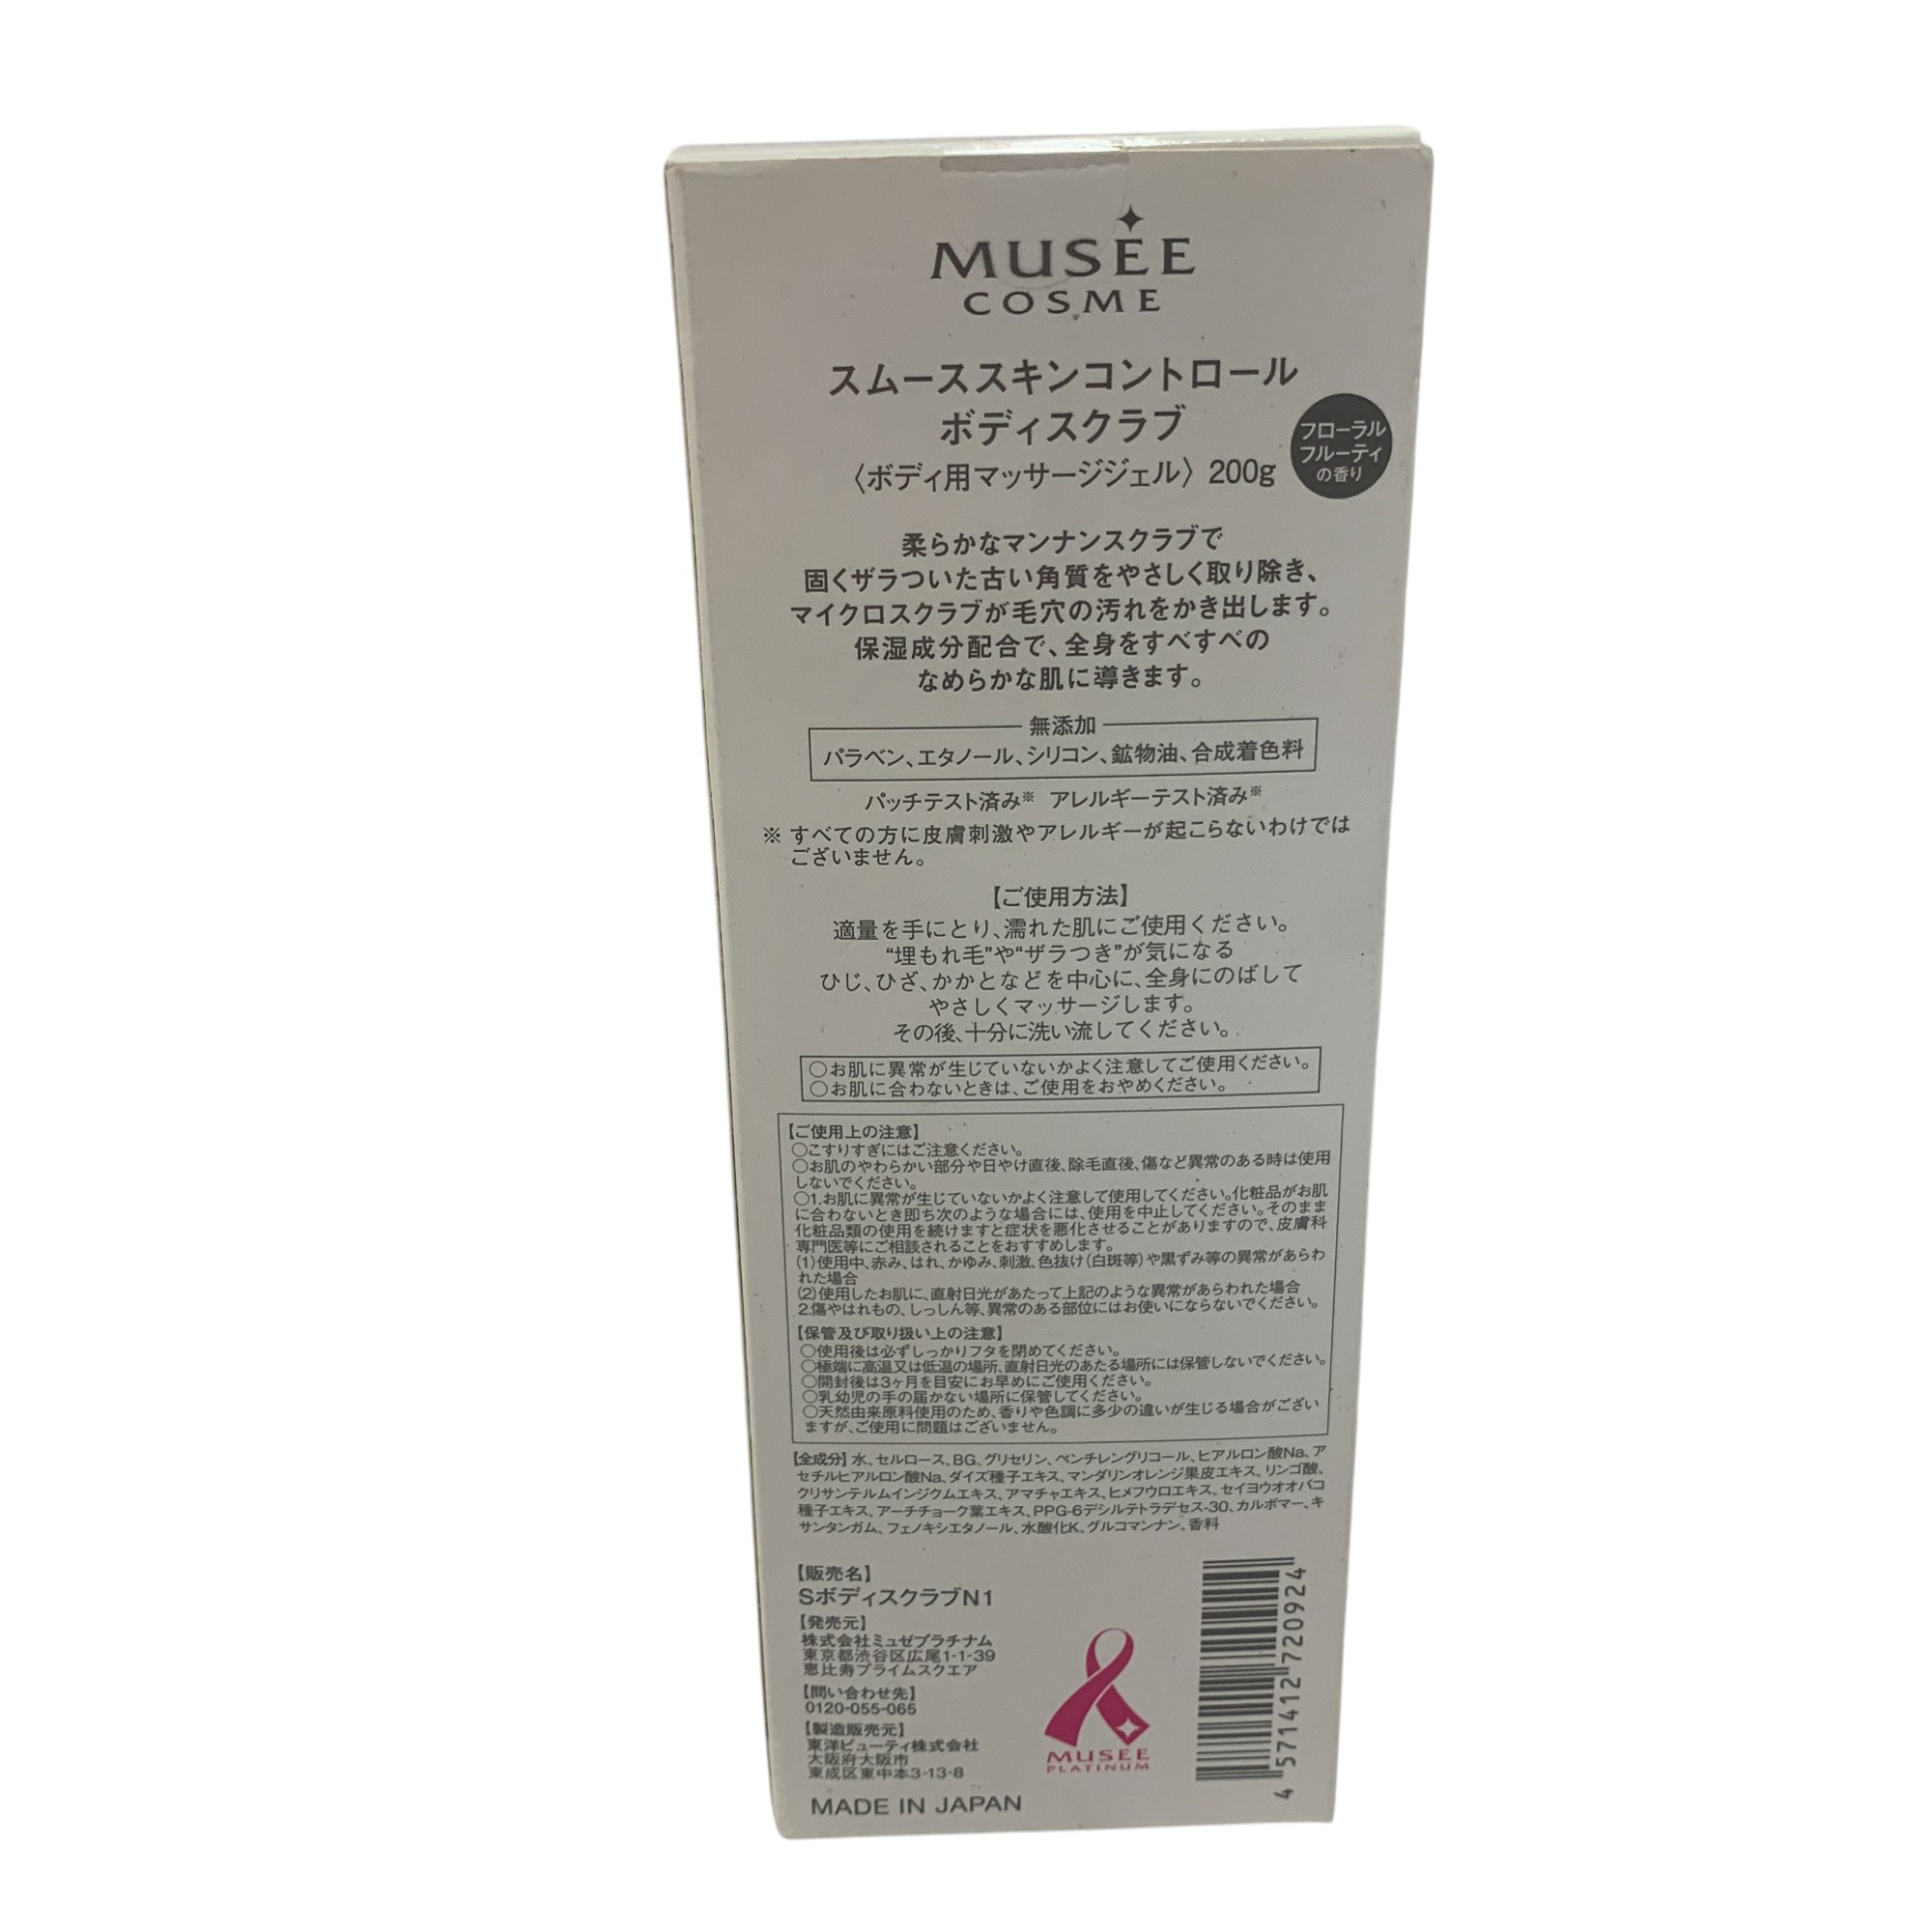 MUSÉE
COSME
スムーススキンコントロール
ボディスクラブ
〈ボディ用マッサージジェル〉200g
フローラル
フルーティ
の香り
柔らかなマンナンスクラブで
固くザラついた古い角質をやさしく取り除き、
マイクロスクラブが毛穴の汚れをかき出します。
保湿成分配合で、全身をすべすべの
なめらかな肌に導きます。
無添加
パラベン、エタノール、シリコン、鉱物油、合成着色料
パッチテスト済み※ アレルギーテスト済み※
※ すべての方に皮膚刺激やアレルギーが起こらないわけでは
ございません。
【ご使用方法】
適量を手にとり、濡れた肌にご使用ください。
“埋もれ毛”や“ザラつき”が気になる
ひじ、ひざ、かかとなどを中心に、全身にのばして
やさしくマッサージします。
その後、十分に洗い流してください。
○お肌に異常が生じていないかよく注意してご使用ください。
○お肌に合わないときは、ご使用をおやめください。
【ご使用上の注意】
○こすりすぎにはご注意ください。
○お肌のやわらかい部分や日やけ直後、除毛直後、傷など異常のある時は使用
しないでください。
○1.お肌に異常が生じていないかよく注意して使用してください。化粧品がお肌
に合わないとき即ち次のような場合には、使用を中止してください。そのまま
化粧品類の使用を続けますと症状を悪化させることがありますので、皮膚科
専門医等にご相談されることをおすすめします。
(1)使用中、赤み、はれ、かゆみ、刺激、色抜け(白斑等)や黒ずみ等の異常があらわ
れた場合
(2)使用したお肌に、直射日光があたって上記のような異常があらわれた場合
2.傷やはれもの、しっしん等、異常のある部位にはお使いにならないでください。
【保管及び取り扱い上の注意】
○使用後は必ずしっかりフタを閉めてください。
○極端に高温又は低温の場所、直射日光のあたる場所には保管しないでください。
○開封後は3ヶ月を目安にお早めにご使用ください。
○乳幼児の手の届かない場所に保管してください。
○天然由来原料使用のため、香りや色調に多少の違いが生じる場合がござい
ますが、ご使用に問題はございません。
【全成分】水、セルロース、BG、グリセリン、ペンチレングリコール、ヒアルロン酸Na、ア
セチルヒアルロン酸Na、ダイズ種子エキス、マンダリンオレンジ果皮エキス、リンゴ酸、
クリサンテルムインジクムエキス、アマチャエキス、ヒメフウロエキス、セイヨウオオバコ
種子エキス、アーチチョーク葉エキス、PPG-6デシルテトラデセス-30、カルボマー、キ
サンタンガム、フェノキシエタノール、水酸化K、グルコマンナン、香料
【販売名】
SボディスクラブN1
【発売元】
株式会社ミュゼプラチナム
東京都渋谷区広尾1-1-39
恵比寿プライムスクエア
【問い合わせ先】
0120-055-065
【製造販売元】
東洋ビューティ株式会社
大阪府大阪市
東成区東中本3-13-8
MADE IN JAPAN
MUSEE
PLATINUM
4 571412 720924